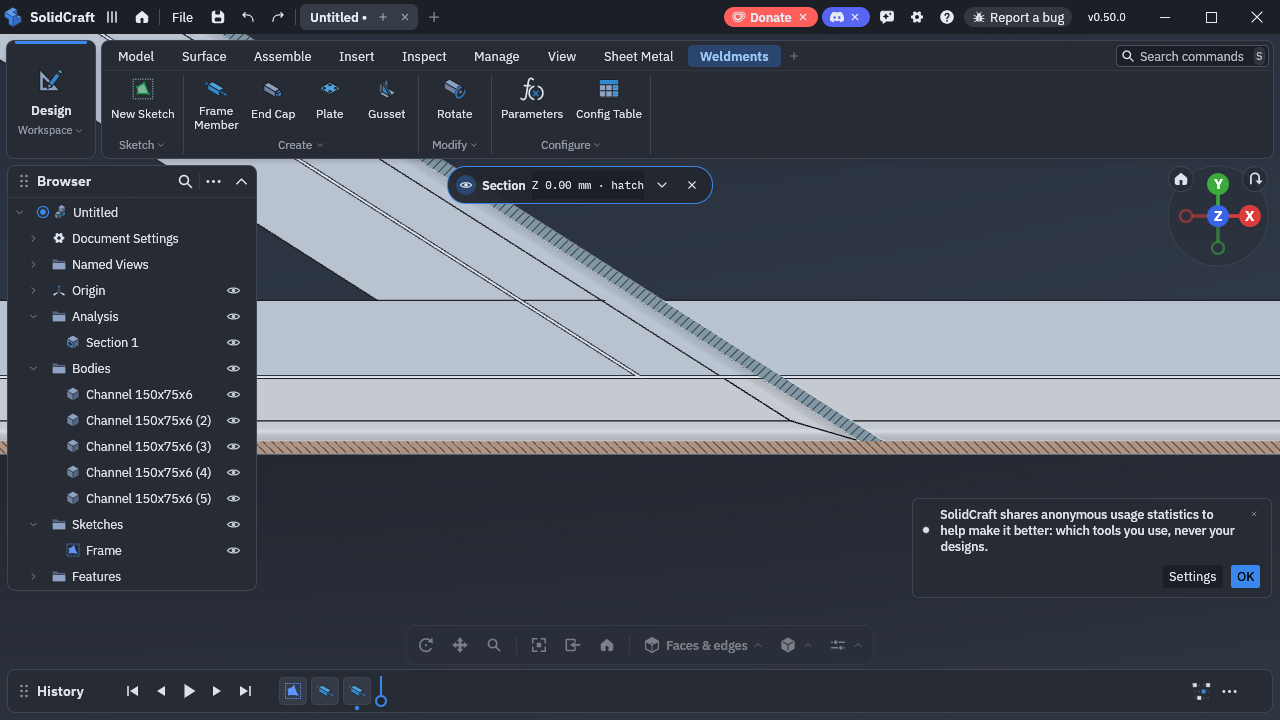 SolidCraft
File
Untitled •
Donate
Report a bug
v0.50.0
Design
Workspace
Model
Surface
Assemble
Insert
Inspect
Manage
View
Sheet Metal
Weldments
Search commands
S
New Sketch
Frame
Member
End Cap
Plate
Gusset
Rotate
Parameters
Config Table
Sketch
Create
Modify
Configure
Browser
Section
Z 0.00 mm · hatch
Y
Z
X
Untitled
Document Settings
Named Views
Origin
Analysis
Section 1
Bodies
Channel 150x75x6
Channel 150x75x6 (2)
Channel 150x75x6 (3)
Channel 150x75x6 (4)
Channel 150x75x6 (5)
Sketches
Frame
Features
SolidCraft shares anonymous usage statistics to
help make it better: which tools you use, never your
designs.
Settings
OK
Faces & edges
History